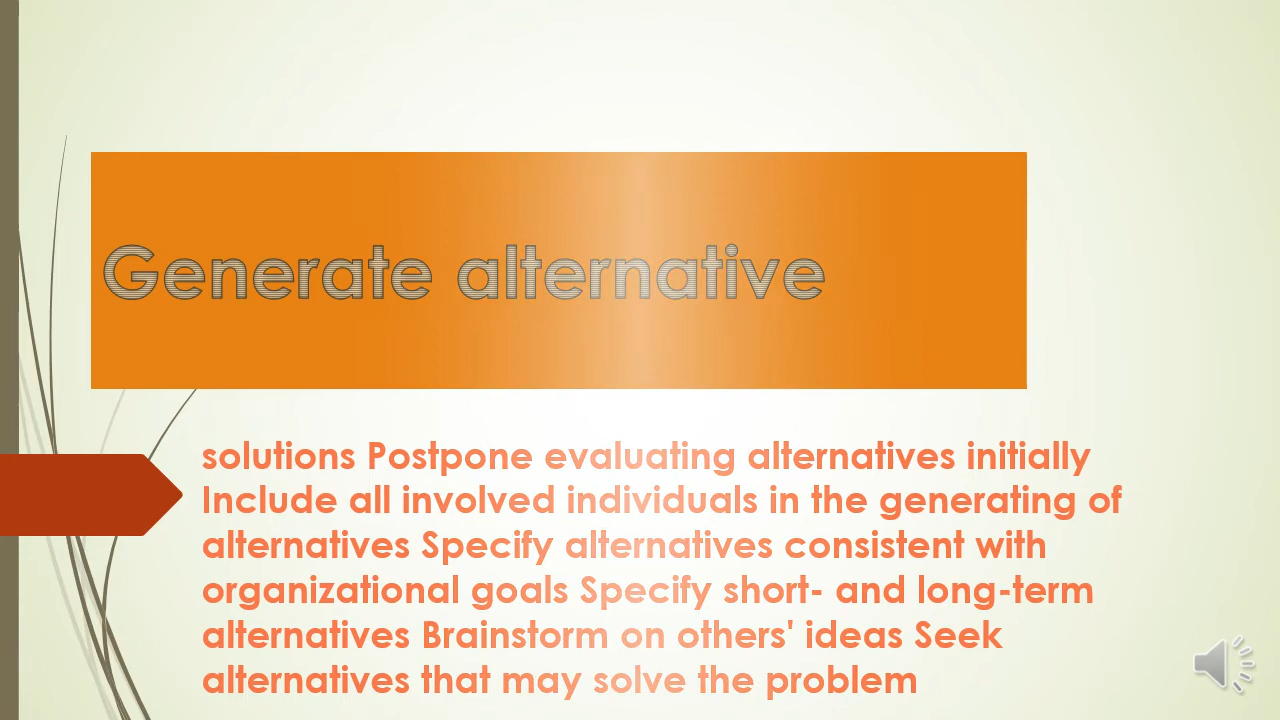 Generate alternative
solutions Postpone evaluating alternatives initially
Include all involved individuals in the generating of
alternatives Specify alternatives consistent with
organizational goals Specify short- and long-term
alternatives Brainstorm on others' ideas Seek
alternatives that may solve the problem